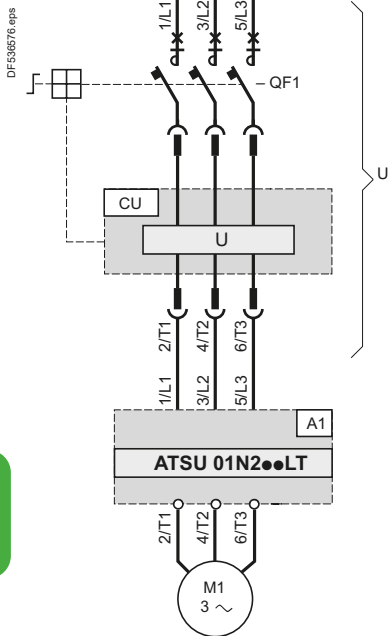 DF536576.eps
1/L1 3/L2 5/L3
QF1
U
CU
U
2/T1 4/T2 6/T3
1/L1 3/L2 5/L3
A1
ATSU 01N2●●LT
2/T1 4/T2 6/T3
M1
3 ～